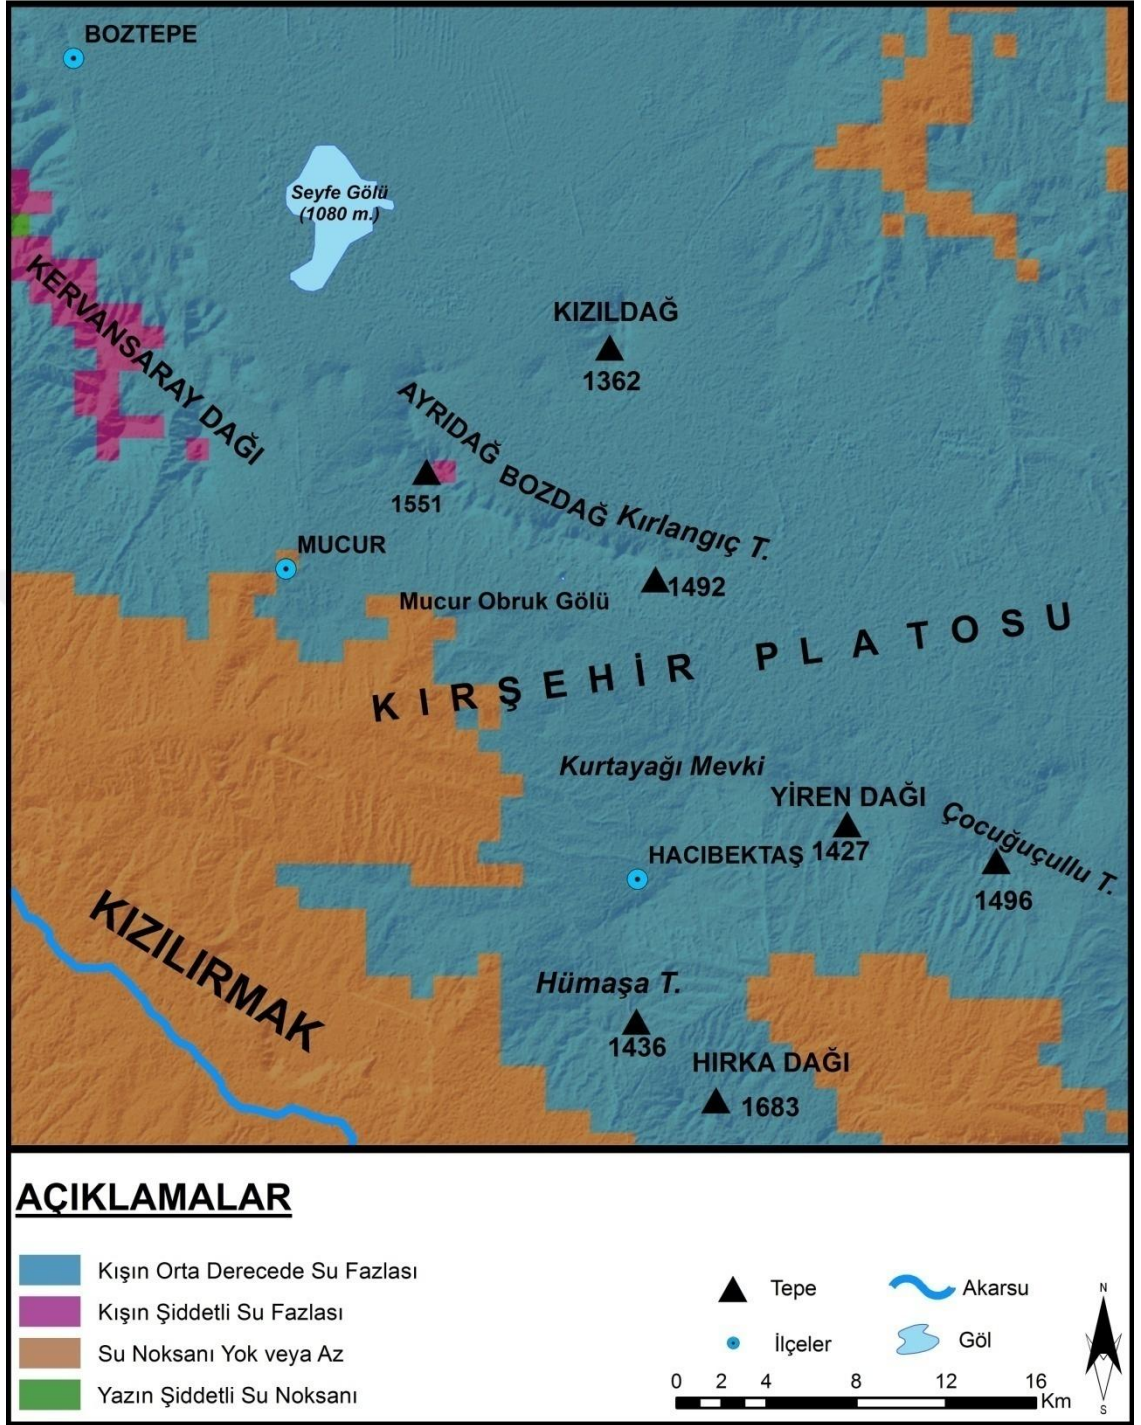 BOZTEPE
Seyfe Gölü
(1080 m.)
KERVANSARAY DAĞI
KIZILDAĞ
1362
AYRIDAĞ
BOZDAĞ
Kırlangıç T.
1551
MUCUR
1492
Mucur Obruk Gölü
KIRŞEHİR PLATOSU
Kurtayağı Mevki
YİREN DAĞI
1427
Çocuğuçullu T.
1496
HACIBEKTAŞ
KIZILIRMAK
Hümaşa T.
1436
HIRKA DAĞI
1683
AÇIKLAMALAR
Kışın Orta Derecede Su Fazlası
Kışın Şiddetli Su Fazlası
Su Noksanı Yok veya Az
Yazın Şiddetli Su Noksanı
Tepe
Akarsu
İlçeler
Göl
0 2 4 8 12 16
Km
N
S